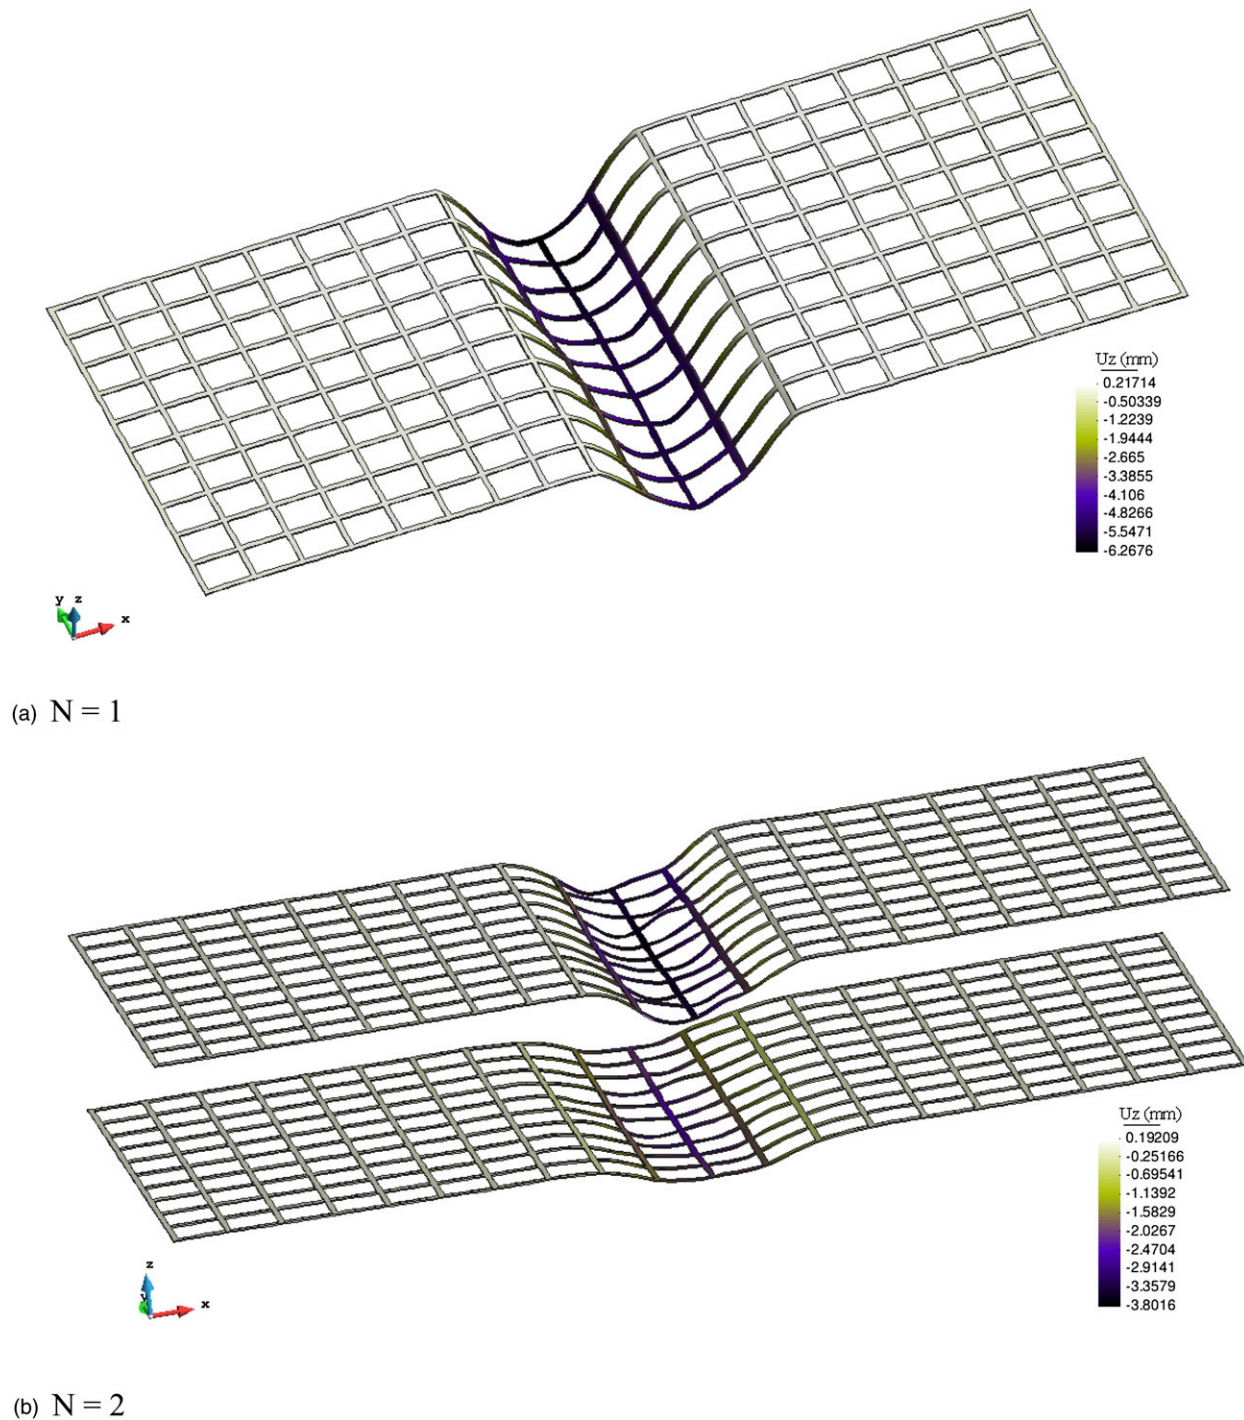 Uz (mm)
0.21714
-0.50339
-1.2239
-1.9444
-2.665
-3.3855
-4.106
-4.8266
-5.5471
-6.2676
y z x
(a) N = 1
Uz (mm)
0.19209
-0.25166
-0.69541
-1.1392
-1.5829
-2.0267
-2.4704
-2.9141
-3.3579
-3.8016
z
y x
(b) N = 2